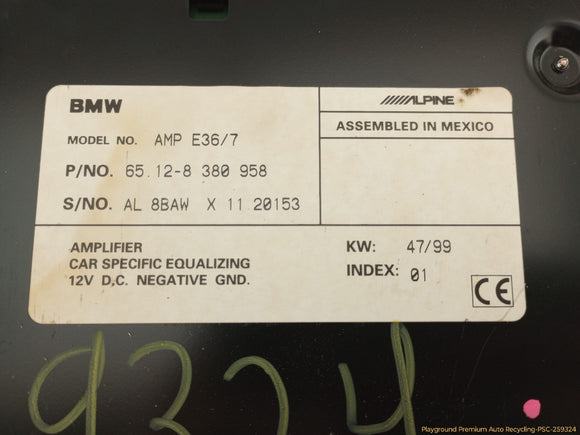 BMW
MODEL NO. AMP E36/7
P/NO. 65.12-8 380 958
S/NO. AL 8BAW X 11 20153
ALPINE
ASSEMBLED IN MEXICO
AMPLIFIER
CAR SPECIFIC EQUALIZING
12V D.C. NEGATIVE GND.
KW: 47/99
INDEX: 01
CE
9324
Playground Premium Auto Recycling-PSC-259324